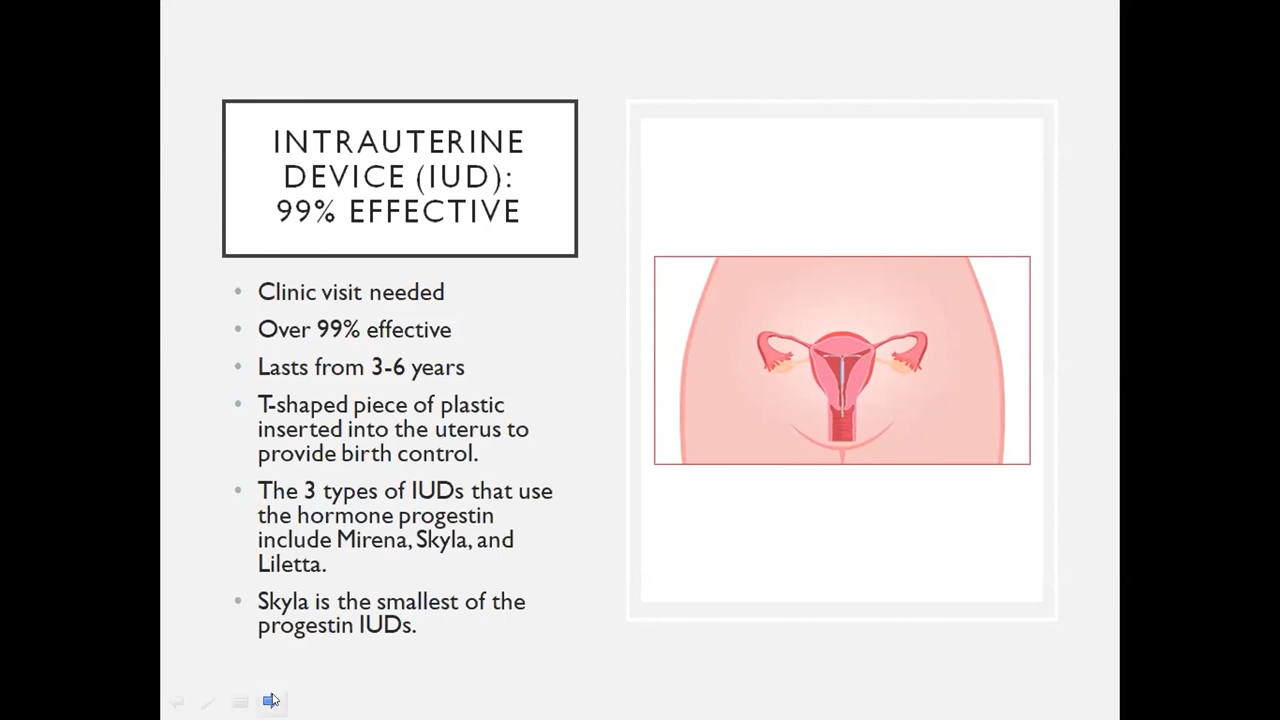 INTRAUTERINE
DEVICE (IUD):
99% EFFECTIVE
• Clinic visit needed
• Over 99% effective
• Lasts from 3-6 years
• T-shaped piece of plastic
inserted into the uterus to
provide birth control.
• The 3 types of IUDs that use
the hormone progestin
include Mirena, Skyla, and
Liletta.
• Skyla is the smallest of the
progestin IUDs.